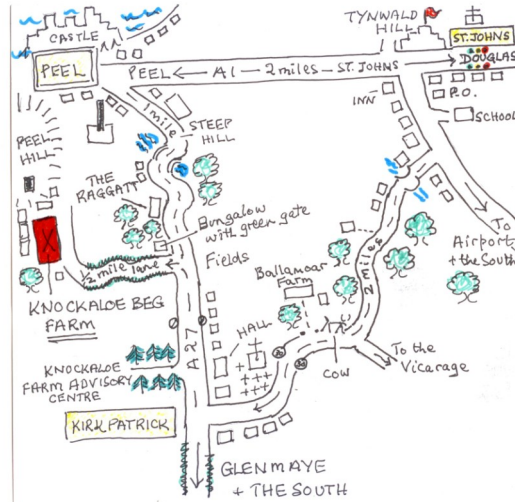 CASTLE
PEEL
TYNWALD
HILL
ST. JOHNS
DOUGLAS
PEEL ← A1 — 2 miles — ST. JOHNS
P.O.
INN
SCHOOL
1 mile
STEEP
HILL
PEEL
HILL
THE
RAGGATT
Bungalow
with green gate
Fields
To
Airport
+ the South
½ mile lane
2 miles
Ballamoar
Farm
KNOCKALOE BEG
FARM
A27
HALL
COW
To the
Vicarage
KNOCKALOE
FARM ADVISORY
CENTRE
KIRKPATRICK
GLENMAYE
+ THE SOUTH